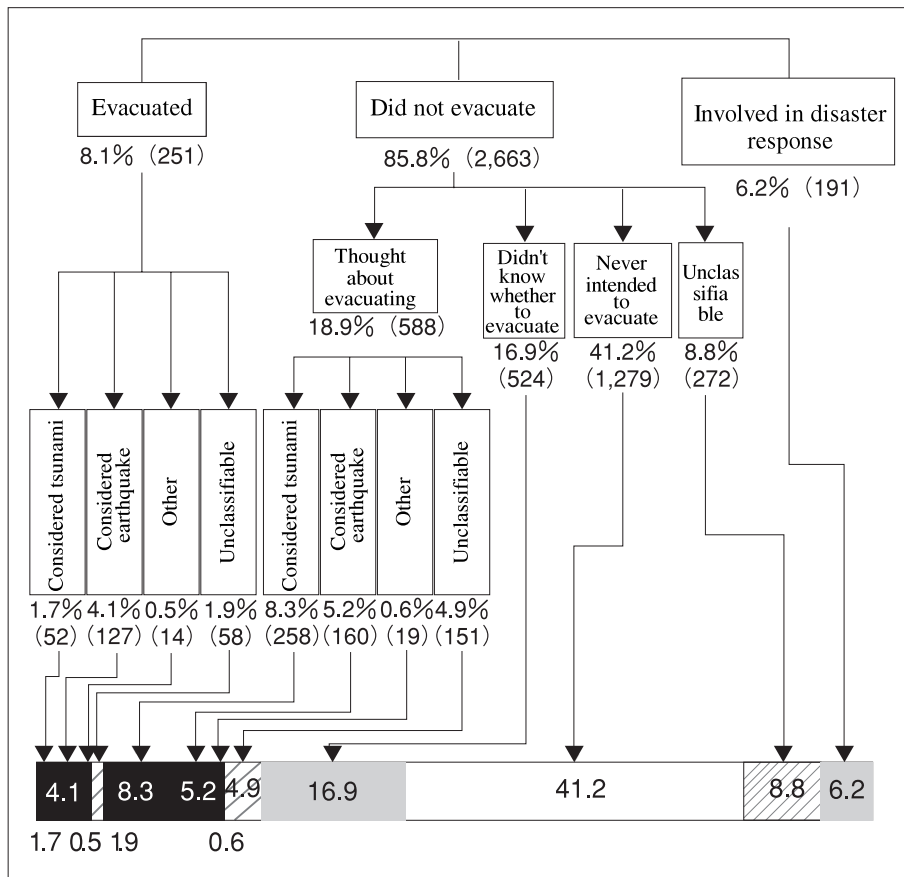 Evacuated
8.1% (251)
Did not evacuate
85.8% (2,663)
Involved in disaster
response
6.2% (191)
Thought
about
evacuating
18.9% (588)
Didn't
know
whether
to
evacuate
16.9%
(524)
Never
intended
to
evacuate
41.2%
(1,279)
Unclas
sifia
ble
8.8%
(272)
Considered tsunami
1.7%
(52)
Considered
earthquake
4.1%
(127)
Other
0.5%
(14)
Unclassifiable
1.9%
(58)
Considered tsunami
8.3%
(258)
Considered
earthquake
5.2%
(160)
Other
0.6%
(19)
Unclassifiable
4.9%
(151)
4.1 8.3 5.2 4.9 16.9 41.2 8.8 6.2
1.7 0.5 1.9 0.6